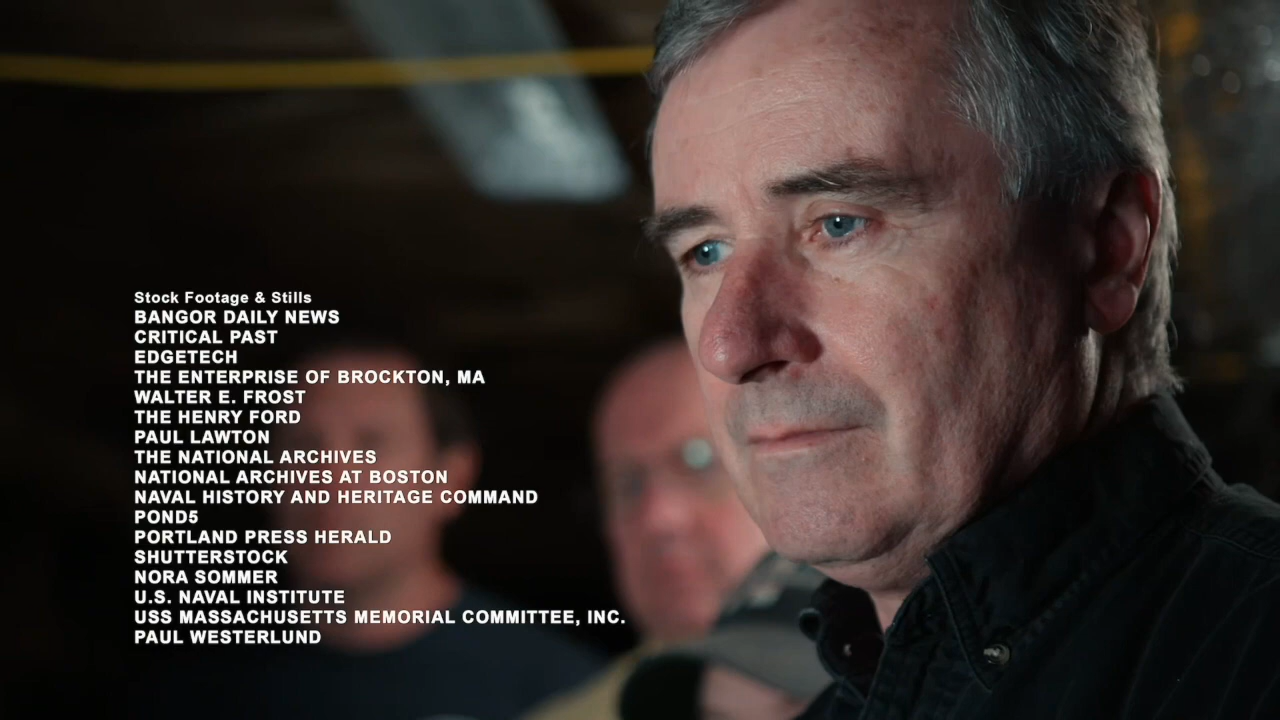 Stock Footage & Stills
BANGOR DAILY NEWS
CRITICAL PAST
EDGETECH
THE ENTERPRISE OF BROCKTON, MA
WALTER E. FROST
THE HENRY FORD
PAUL LAWTON
THE NATIONAL ARCHIVES
NATIONAL ARCHIVES AT BOSTON
NAVAL HISTORY AND HERITAGE COMMAND
POND5
PORTLAND PRESS HERALD
SHUTTERSTOCK
NORA SOMMER
U.S. NAVAL INSTITUTE
USS MASSACHUSETTS MEMORIAL COMMITTEE, INC.
PAUL WESTERLUND